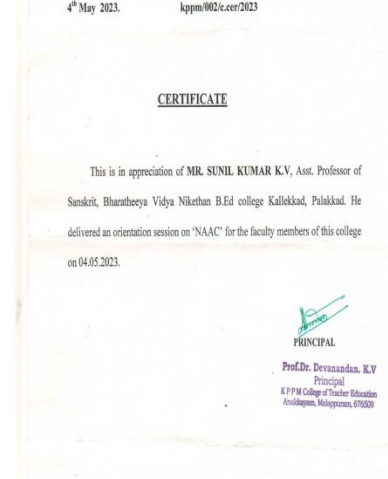 4th May 2023. kppm/002/e.cer/2023
CERTIFICATE
This is in appreciation of MR. SUNIL KUMAR K.V, Asst. Professor of
Sanskrit, Bharatheeya Vidya Nikethan B.Ed college Kallekkad, Palakkad. He
delivered an orientation session on ‘NAAC’ for the faculty members of this college
on 04.05.2023.
PRINCIPAL
Prof.Dr. Devanandan. K.V
Principal
K P P M College of Teacher Education
Anakkayam, Malappuram, 676509